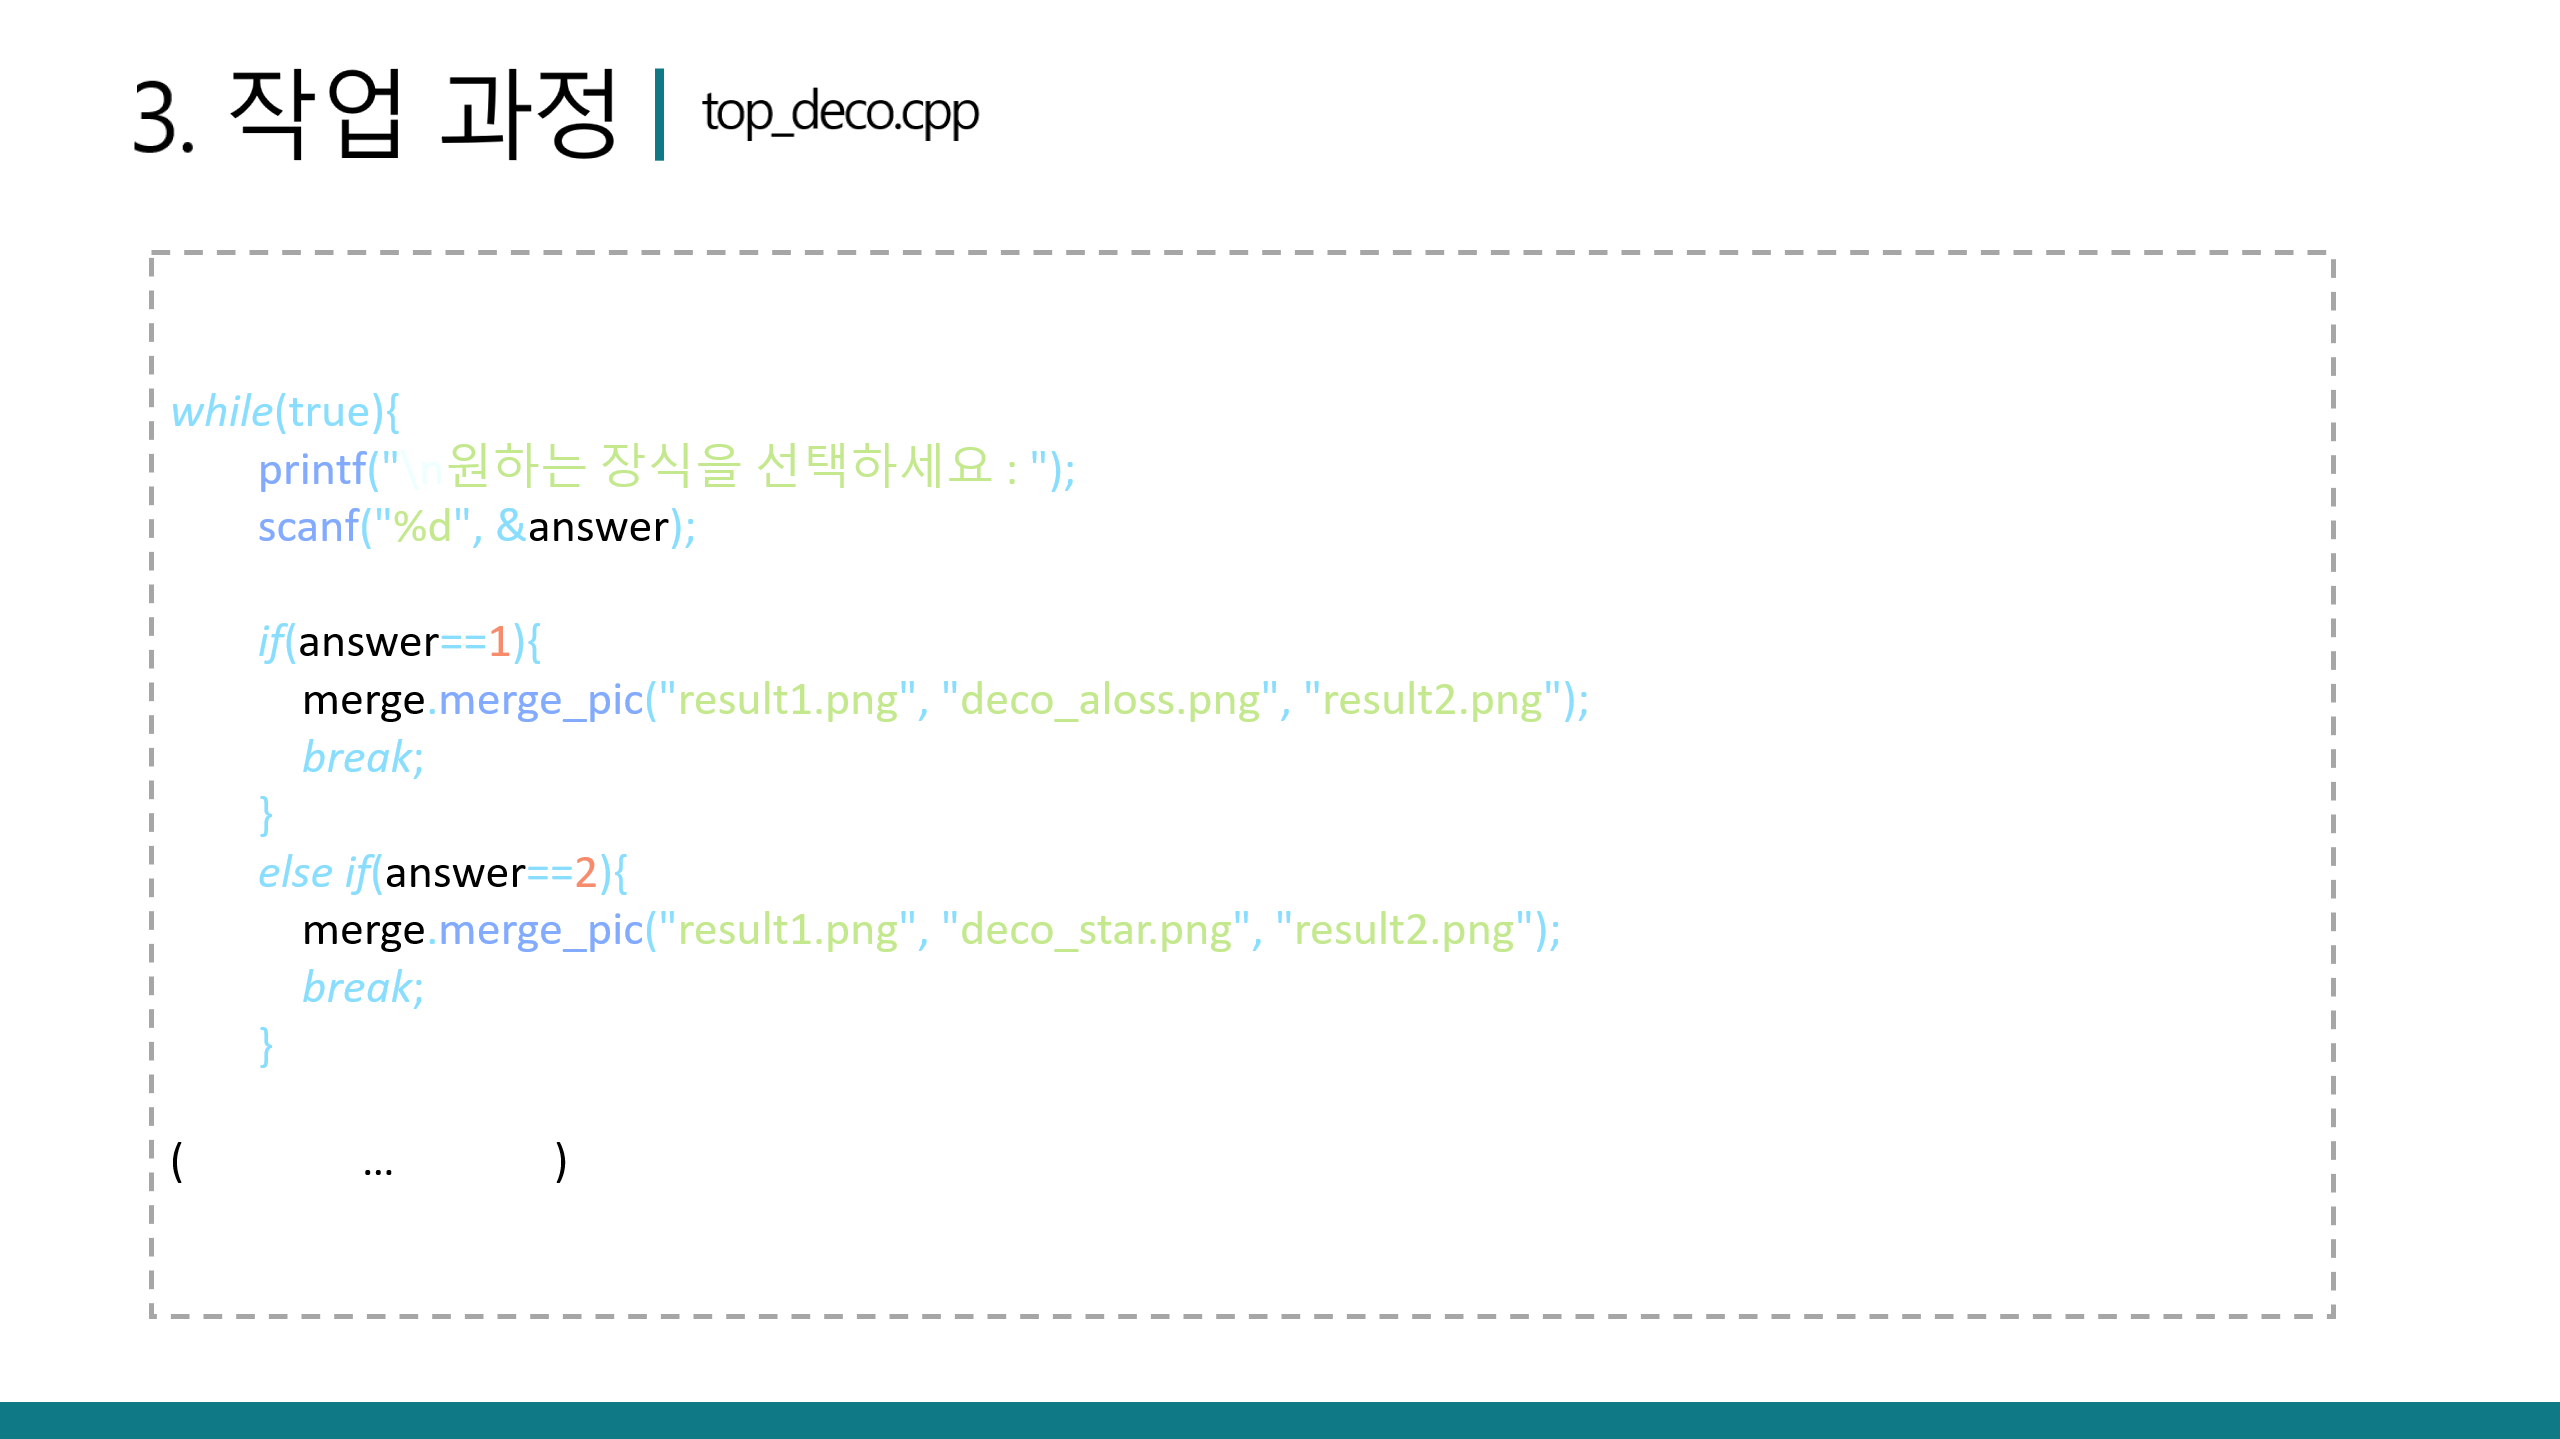 3. 작업 과정
top_deco.cpp
while(true){
printf("\n원하는 장식을 선택하세요 : ");
scanf("%d", &answer);
if(answer==1){
merge.merge_pic("result1.png", "deco_aloss.png", "result2.png");
break;
}
else if(answer==2){
merge.merge_pic("result1.png", "deco_star.png", "result2.png");
break;
}
( ... )